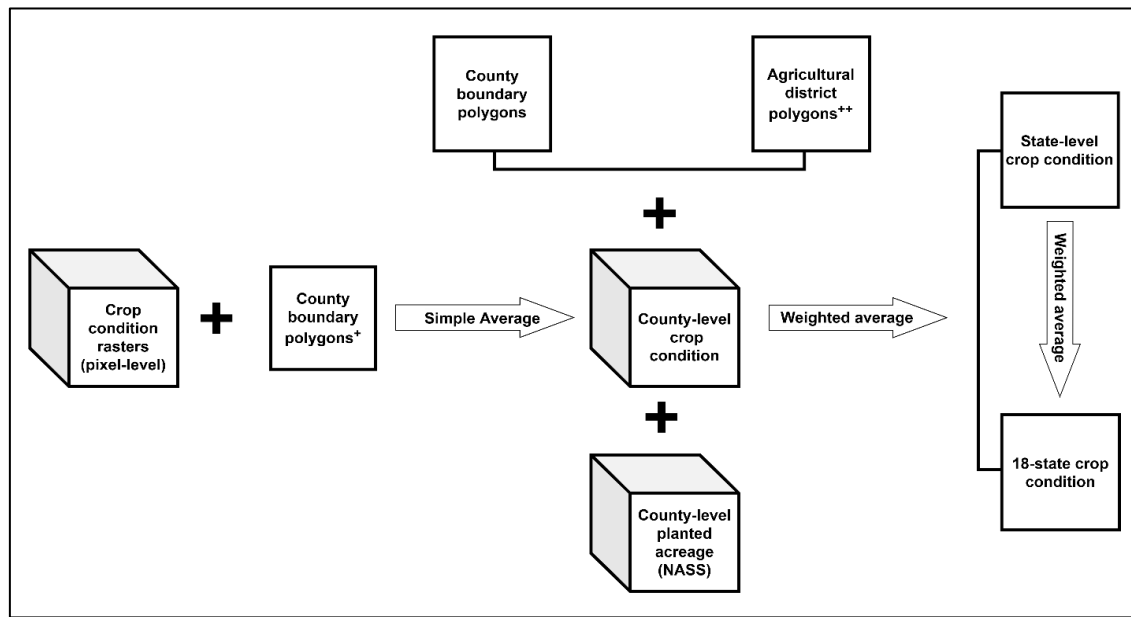 County
boundary
polygons
Agricultural
district
polygons++
State-level
crop condition
Crop
condition
rasters
(pixel-level)
County
boundary
polygons+
Simple Average
County-level
crop
condition
Weighted average
Weighted
average
18-state crop
condition
County-level
planted
acreage
(NASS)